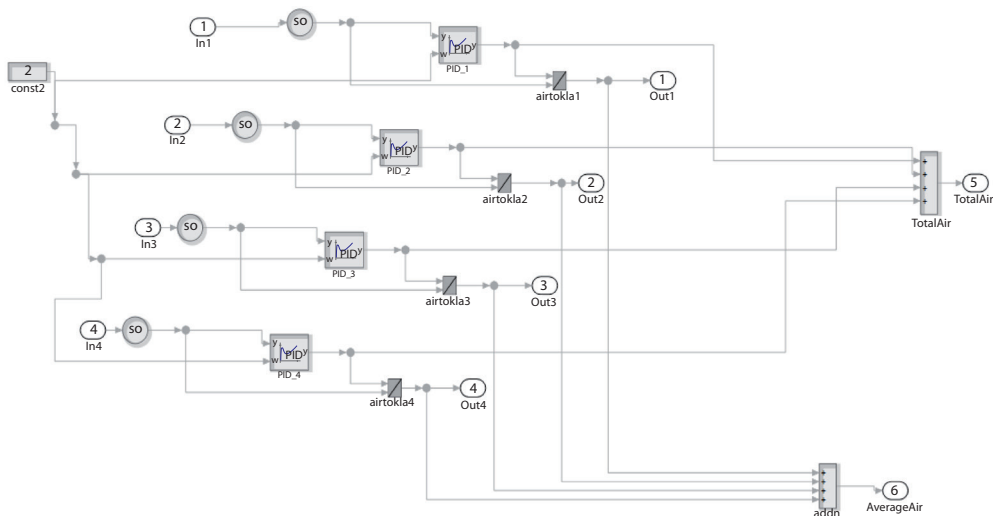 1
In1
SO
y
w
PID
y
PID_1
2
const2
airtokla1
1
Out1
2
In2
SO
y
w
PID
y
PID_2
airtokla2
2
Out2
+
+
+
+
TotalAir
5
TotalAir
3
In3
SO
y
w
PID
y
PID_3
airtokla3
3
Out3
4
In4
SO
y
w
PID
y
PID_4
airtokla4
4
Out4
+
+
+
+
addn
6
AverageAir